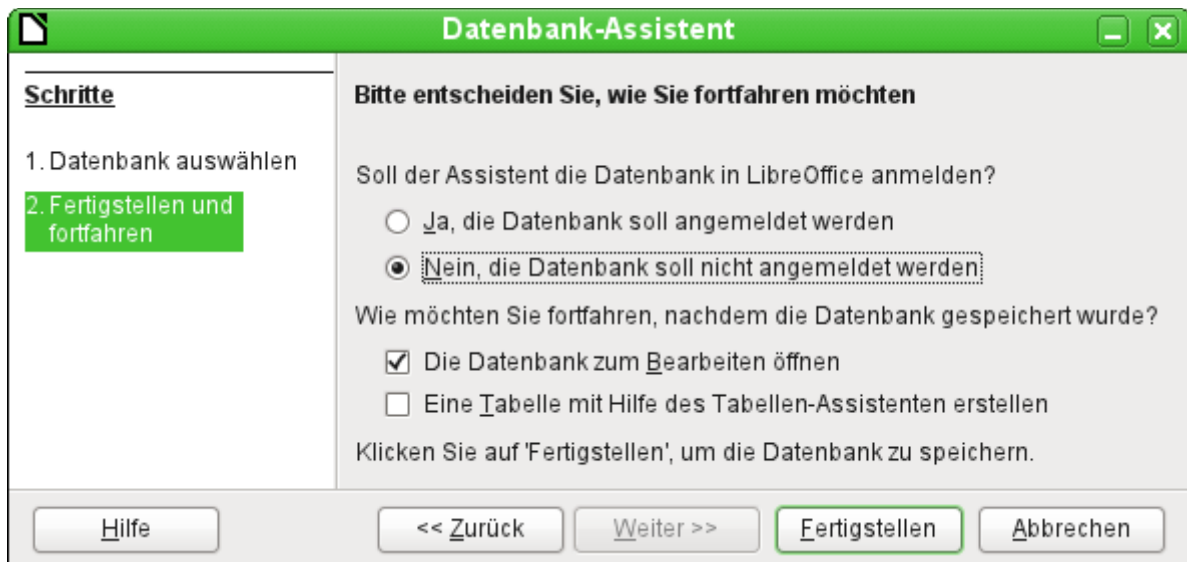 Datenbank-Assistent
Schritte
1. Datenbank auswählen
2. Fertigstellen und
fortfahren
Bitte entscheiden Sie, wie Sie fortfahren möchten
Soll der Assistent die Datenbank in LibreOffice anmelden?
Ja, die Datenbank soll angemeldet werden
Nein, die Datenbank soll nicht angemeldet werden
Wie möchten Sie fortfahren, nachdem die Datenbank gespeichert wurde?
Die Datenbank zum Bearbeiten öffnen
Eine Tabelle mit Hilfe des Tabellen-Assistenten erstellen
Klicken Sie auf 'Fertigstellen', um die Datenbank zu speichern.
Hilfe
<< Zurück
Weiter >>
Fertigstellen
Abbrechen